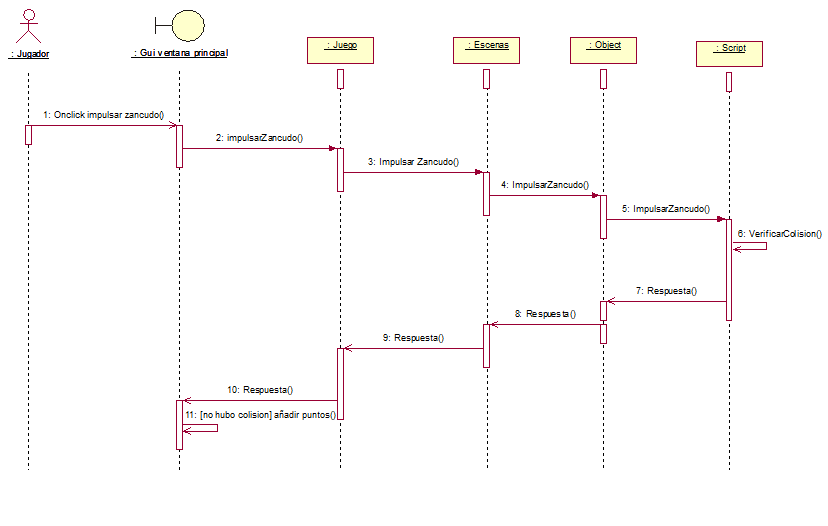 : Jugador
: Gui ventana principal
: Juego
: Escenas
: Object
: Script
1: Onclick impulsar zancudo()
2: impulsarZancudo()
3: Impulsar Zancudo()
4: ImpulsarZancudo()
5: ImpulsarZancudo()
6: VerificarColision()
7: Respuesta()
8: Respuesta()
9: Respuesta()
10: Respuesta()
11: [no hubo colision] añadir puntos()